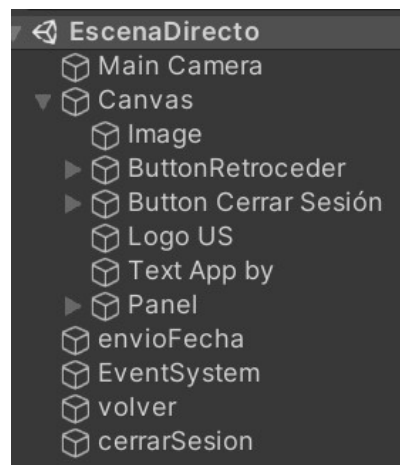 EscenaDirecto
Main Camera
Canvas
Image
ButtonRetroceder
Button Cerrar Sesión
Logo US
Text App by
Panel
envioFecha
EventSystem
volver
cerrarSesion